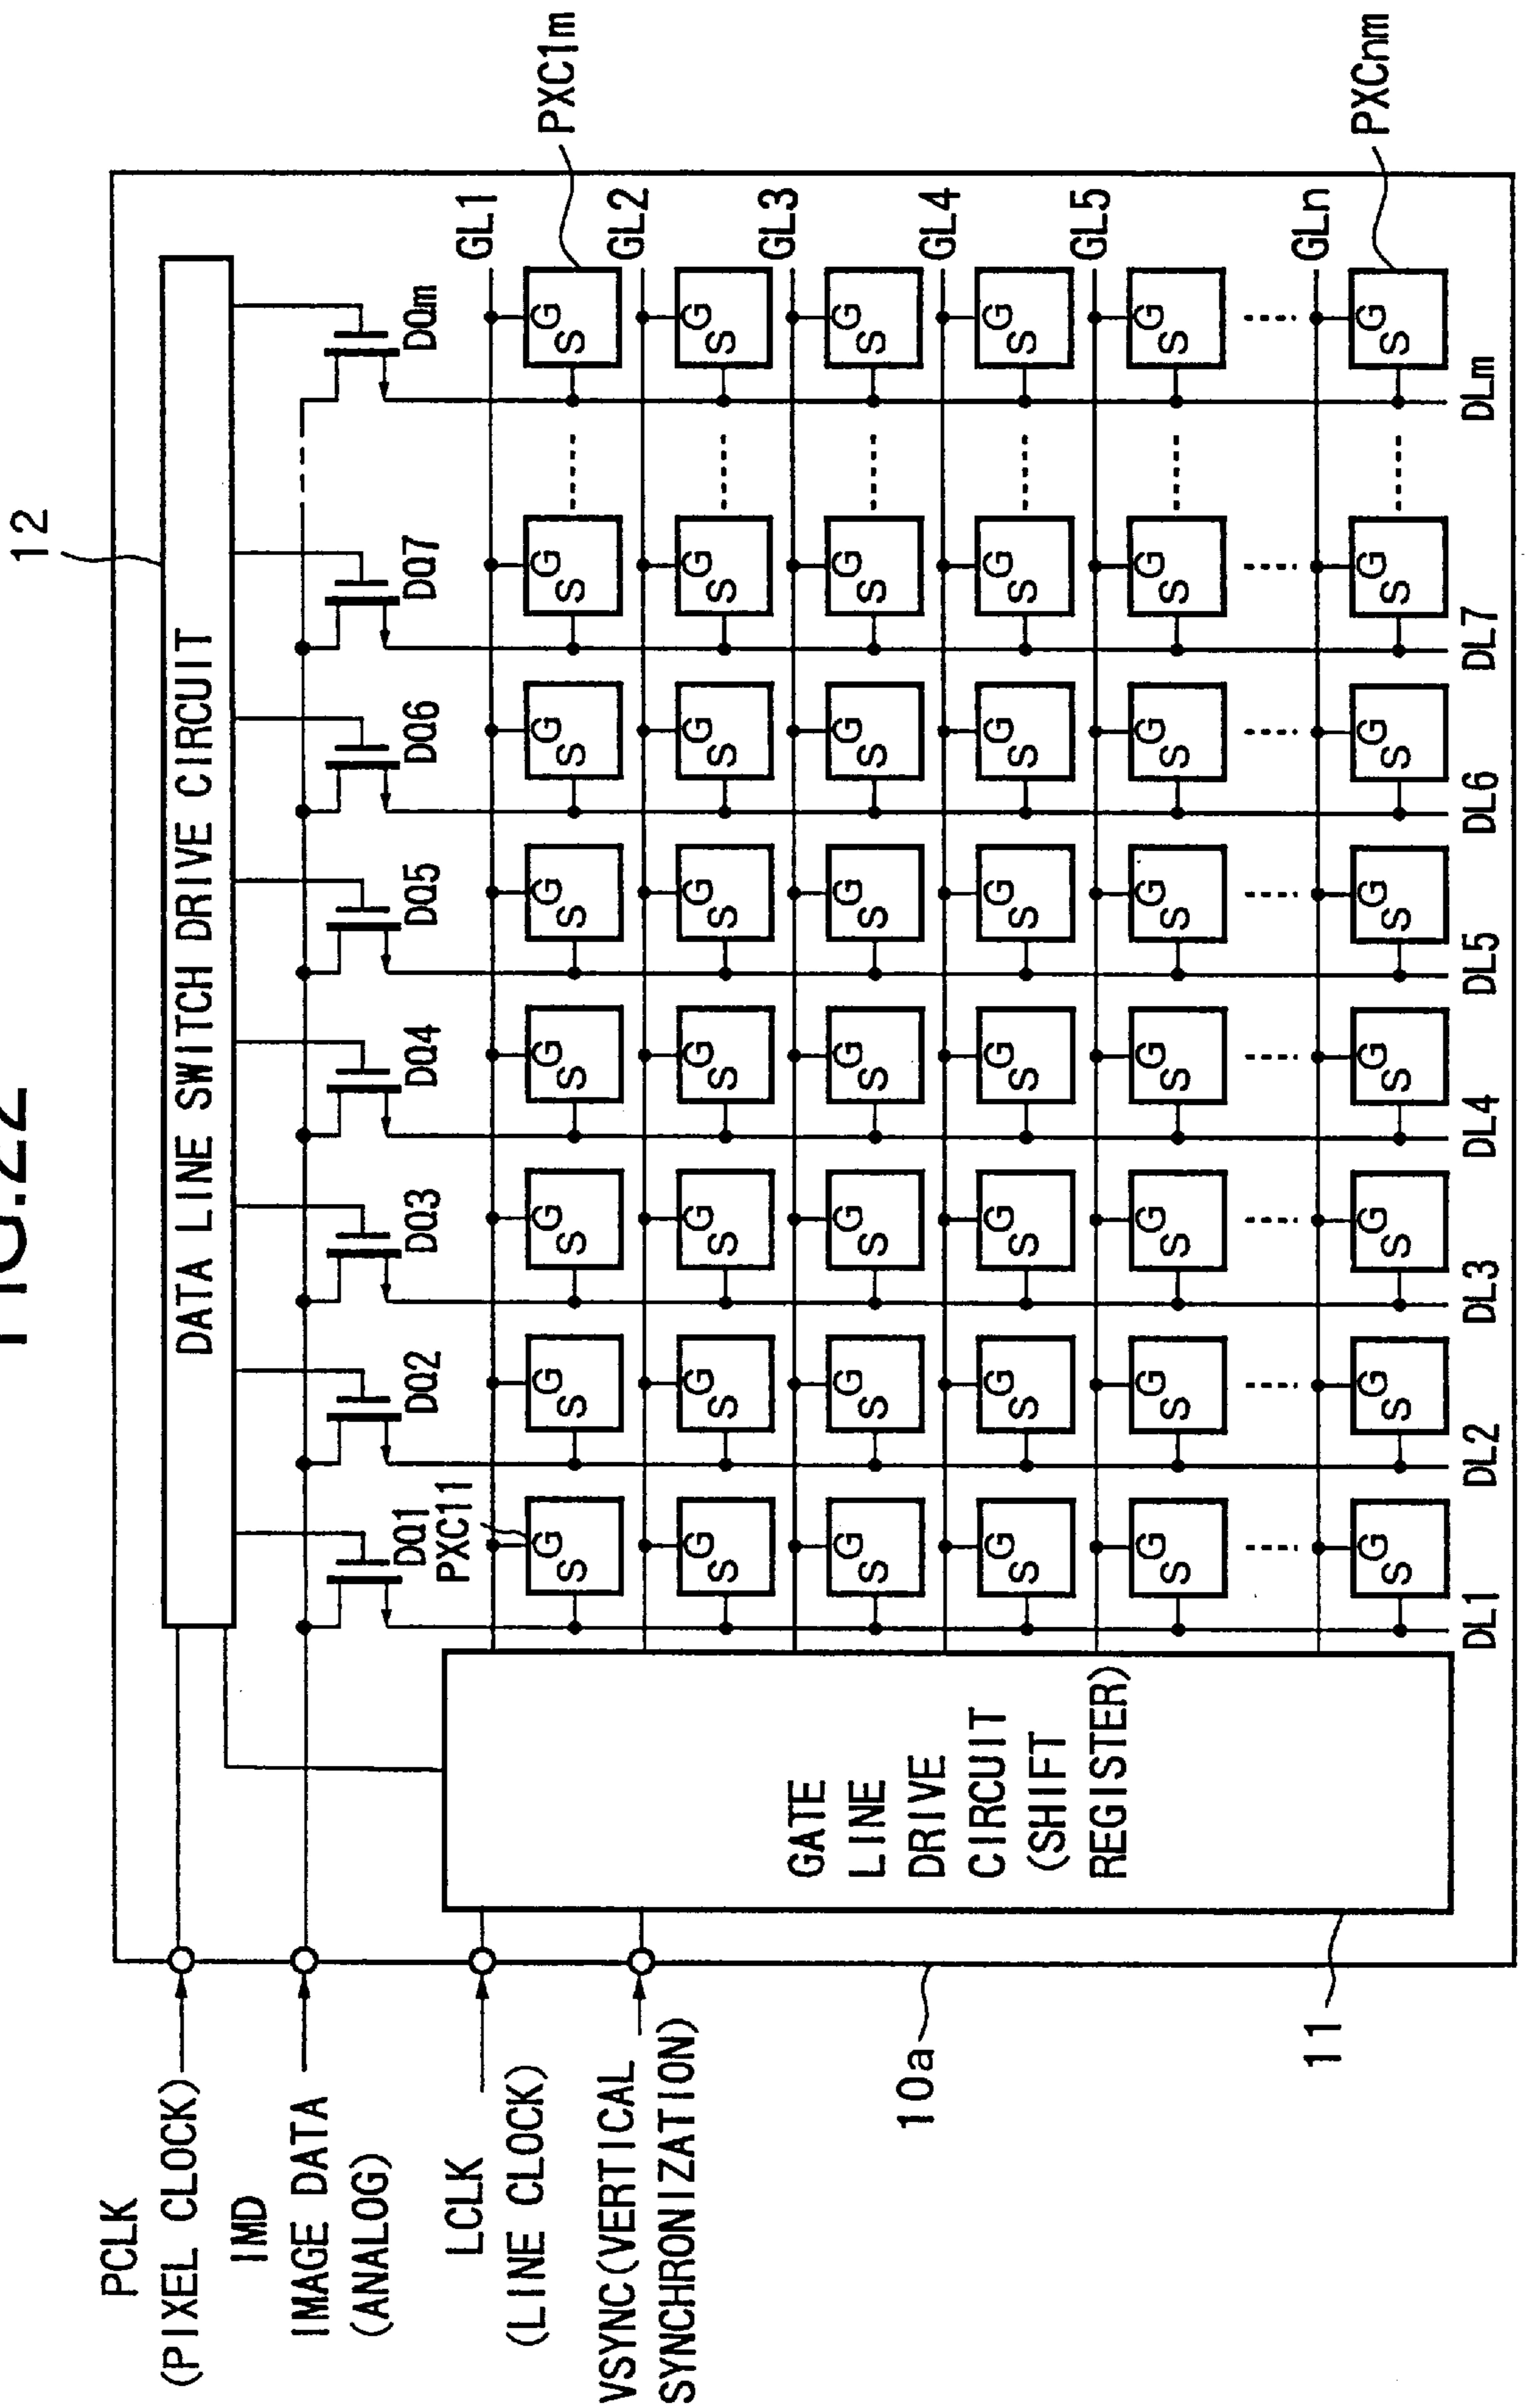 FIG.22
PCLK
(PIXEL CLOCK)
IMD
IMAGE DATA
(ANALOG)
LCLK
(LINE CLOCK)
VSYNC(VERTICAL
SYNCHRONIZATION)
10a
11
12
DATA LINE SWITCH DRIVE CIRCUIT
GATE
LINE
DRIVE
CIRCUIT
(SHIFT
REGISTER)
DQ1 DQ2 DQ3 DQ4 DQ5 DQ6 DQ7 DQm
PXC11
GL1
PXC1m
G G G G G G G G
S S S S S S S S
GL2
G G G G G G G G
S S S S S S S S
GL3
G G G G G G G G
S S S S S S S S
GL4
G G G G G G G G
S S S S S S S S
GL5
G G G G G G G G
S S S S S S S S
GLn
G G G G G G G G
S S S S S S S S
PXCnm
DL1 DL2 DL3 DL4 DL5 DL6 DL7 DLm